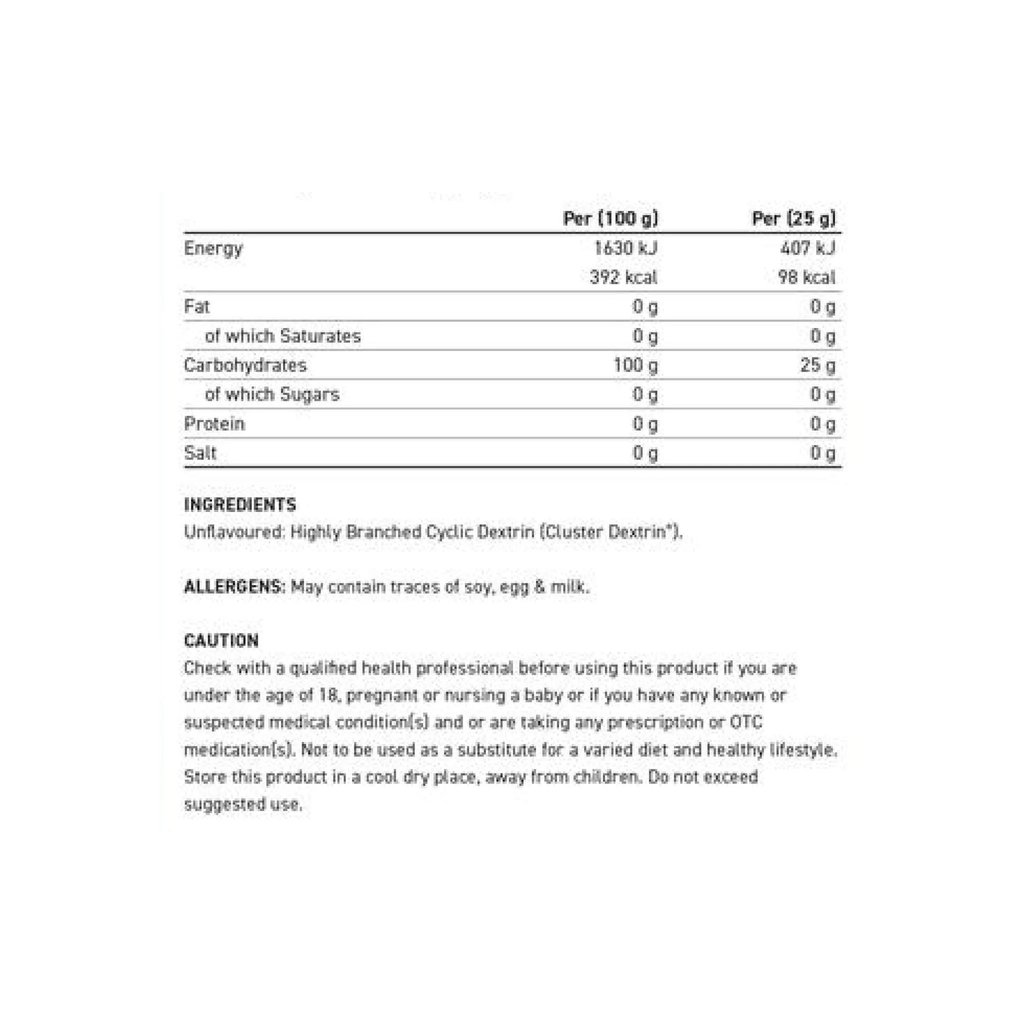 Per (100 g) Per (25 g)
Energy 1630 kJ 407 kJ
392 kcal 98 kcal
Fat 0 g 0 g
of which Saturates 0 g 0 g
Carbohydrates 100 g 25 g
of which Sugars 0 g 0 g
Protein 0 g 0 g
Salt 0 g 0 g
INGREDIENTS
Unflavoured: Highly Branched Cyclic Dextrin (Cluster Dextrin®).
ALLERGENS: May contain traces of soy, egg & milk.
CAUTION
Check with a qualified health professional before using this product if you are
under the age of 18, pregnant or nursing a baby or if you have any known or
suspected medical condition(s) and or are taking any prescription or OTC
medication(s). Not to be used as a substitute for a varied diet and healthy lifestyle.
Store this product in a cool dry place, away from children. Do not exceed
suggested use.